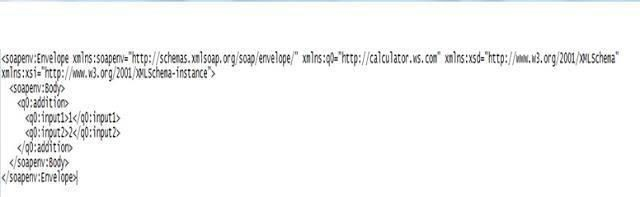 <soapenv:Envelope xmlns:soapenv="http://schemas.xmlsoap.org/soap/envelope/" xmlns:q0="http://calculator.ws.com" xmlns:xsd="http://www.w3.org/2001/XMLSchema"
xmlns:xsi="http://www.w3.org/2001/XMLSchema-instance">
<soapenv:Body>
<q0:addition>
<q0:input1>1</q0:input1>
<q0:input2>2</q0:input2>
</q0:addition>
</soapenv:Body>
</soapenv:Envelope>